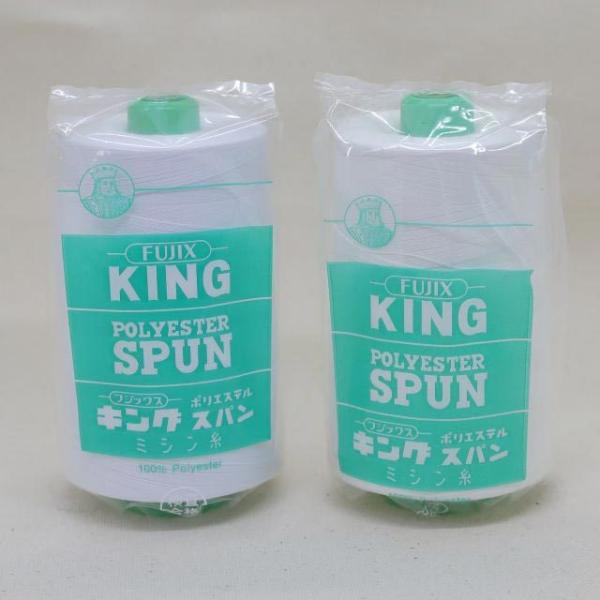 FUJIX
KING
POLYESTER
SPUN
フジックス
ポリエステル
キング スパン
ミシン糸
100% Polyester
FUJIX
KING
POLYESTER
SPUN
フジックス
ポリエステル
キング スパン
ミシン糸
100% Polyester